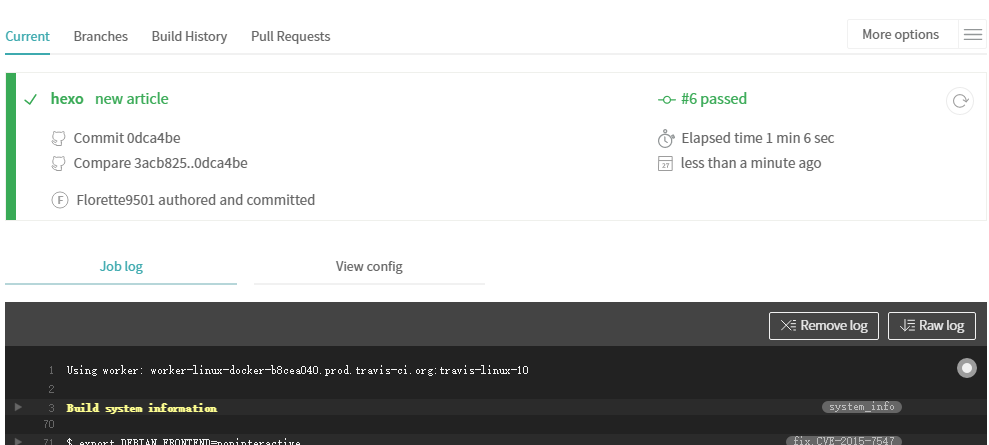 Current Branches Build History Pull Requests More options
hexo new article #6 passed
Commit 0dca4be Elapsed time 1 min 6 sec
Compare 3acb825..0dca4be 27 less than a minute ago
F Florette9501 authored and committed
Job log View config
Remove log Raw log
1 Using worker: worker-linux-docker-b8cea040.prod.travis-ci.org:travis-linux-10
2
3 Build system information system_info
70
71 $ export DEBIAN_FRONTEND=noninteractive fix.CVE-2015-7547